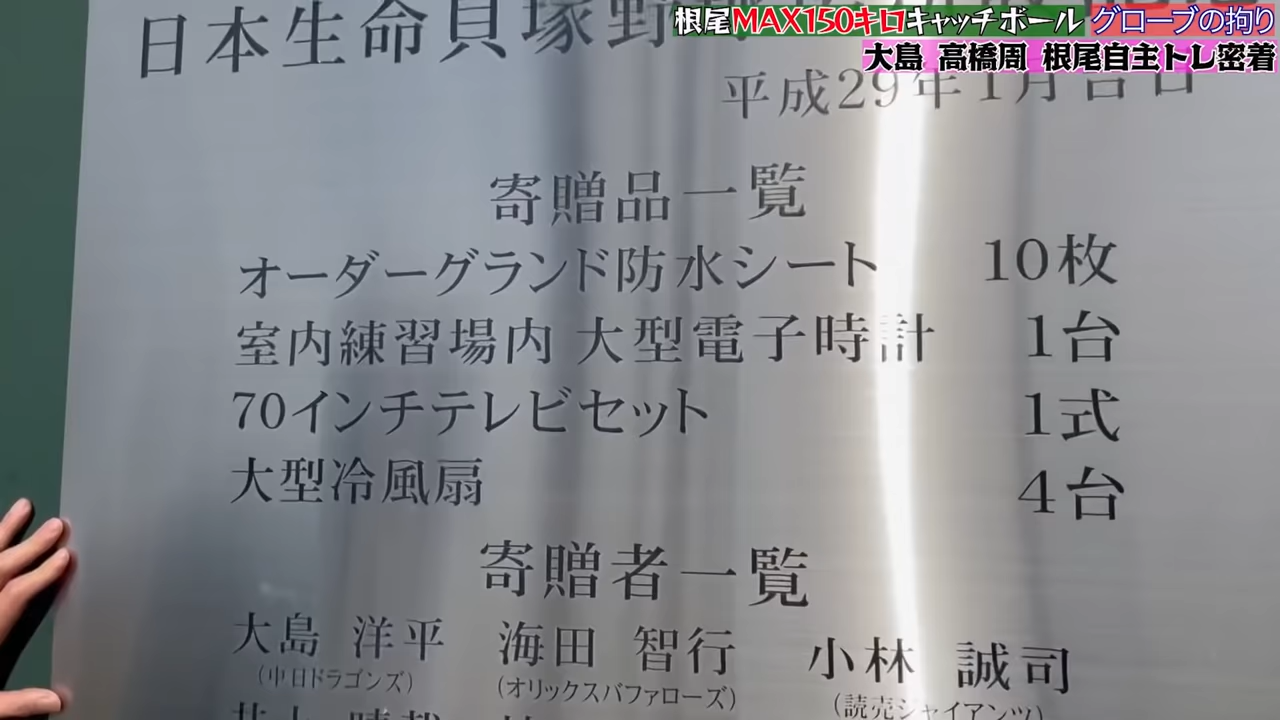 根尾MAX150キロキャッチボール グローブの拘り
大島 高橋周 根尾自主トレ密着
日本生命貝塚野球
平成29年1月吉日
寄贈品一覧
オーダーグランド防水シート 10枚
室内練習場内 大型電子時計 1台
70インチテレビセット 1式
大型冷風扇 4台
寄贈者一覧
大島 洋平 海田 智行 小林 誠司
(中日ドラゴンズ) (オリックスバファローズ) (読売ジャイアンツ)